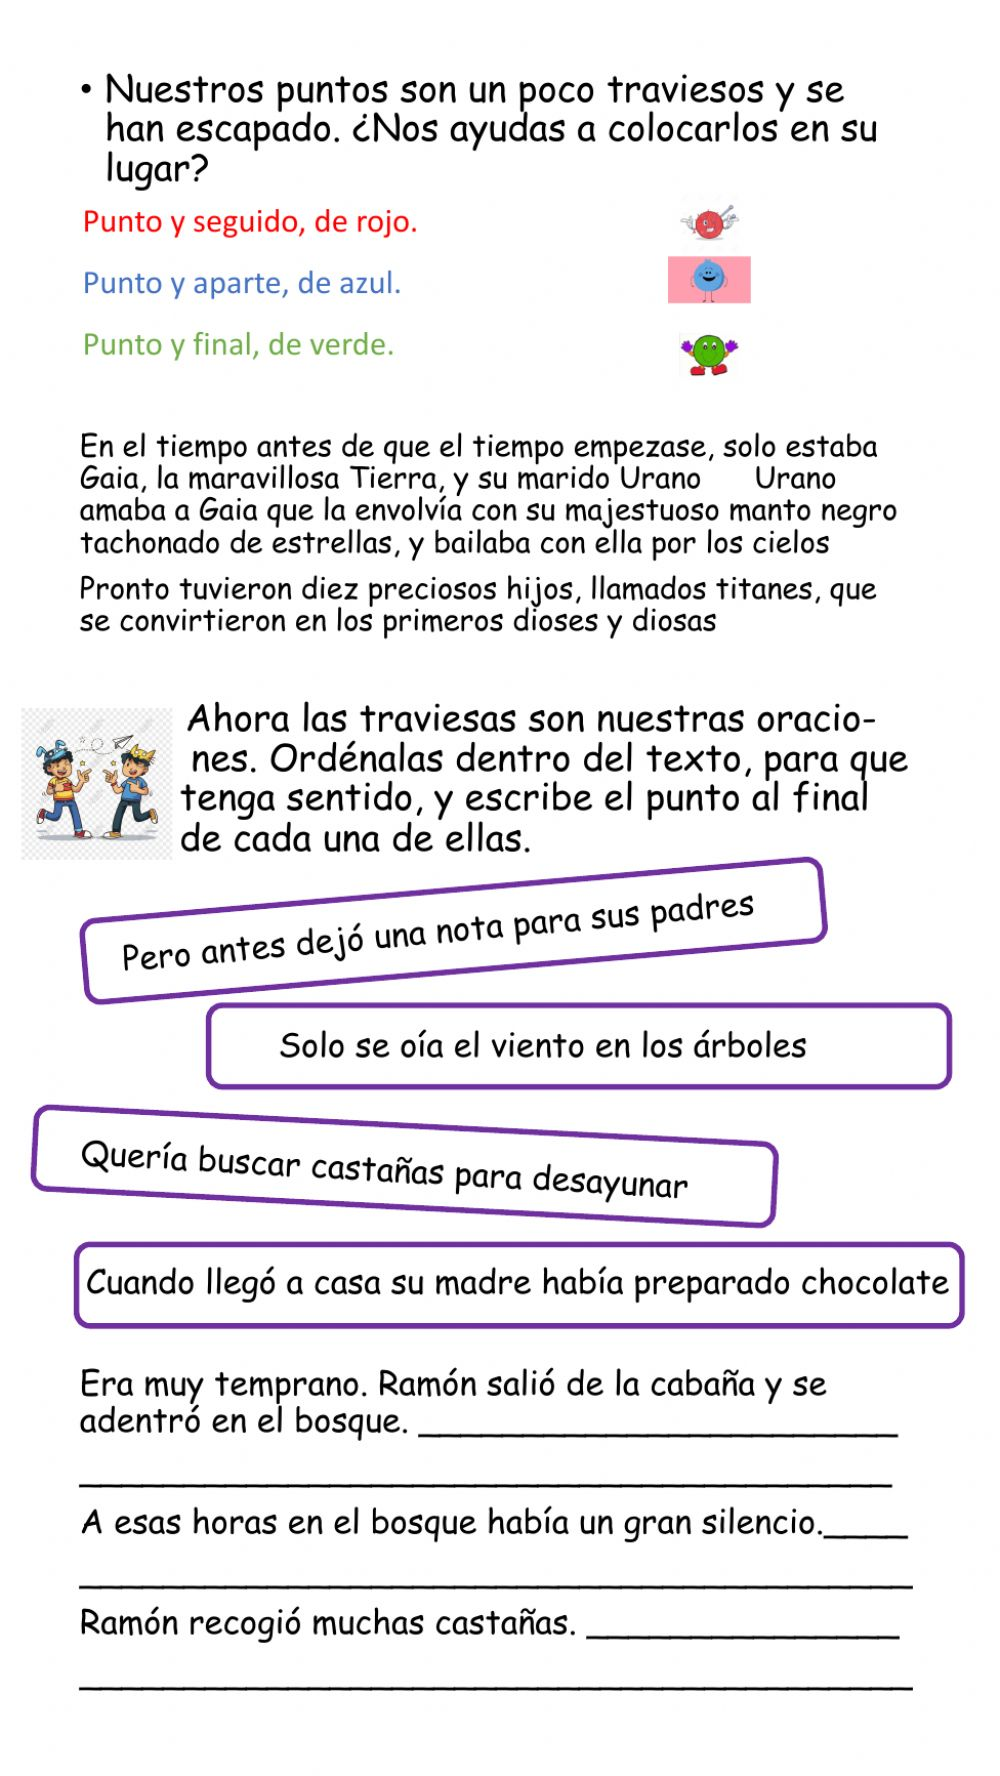 • Nuestros puntos son un poco traviesos y se
han escapado. ¿Nos ayudas a colocarlos en su
lugar?
Punto y seguido, de rojo.
Punto y aparte, de azul.
Punto y final, de verde.
En el tiempo antes de que el tiempo empezase, solo estaba
Gaia, la maravillosa Tierra, y su marido Urano Urano
amaba a Gaia que la envolvía con su majestuoso manto negro
tachonado de estrellas, y bailaba con ella por los cielos
Pronto tuvieron diez preciosos hijos, llamados titanes, que
se convirtieron en los primeros dioses y diosas
Ahora las traviesas son nuestras oracio-
nes. Ordénalas dentro del texto, para que
tenga sentido, y escribe el punto al final
de cada una de ellas.
Pero antes dejó una nota para sus padres
Solo se oía el viento en los árboles
Quería buscar castañas para desayunar
Cuando llegó a casa su madre había preparado chocolate
Era muy temprano. Ramón salió de la cabaña y se
adentró en el bosque. _______________________
_______________________________________
A esas horas en el bosque había un gran silencio.____
________________________________________
Ramón recogió muchas castañas. _______________
________________________________________